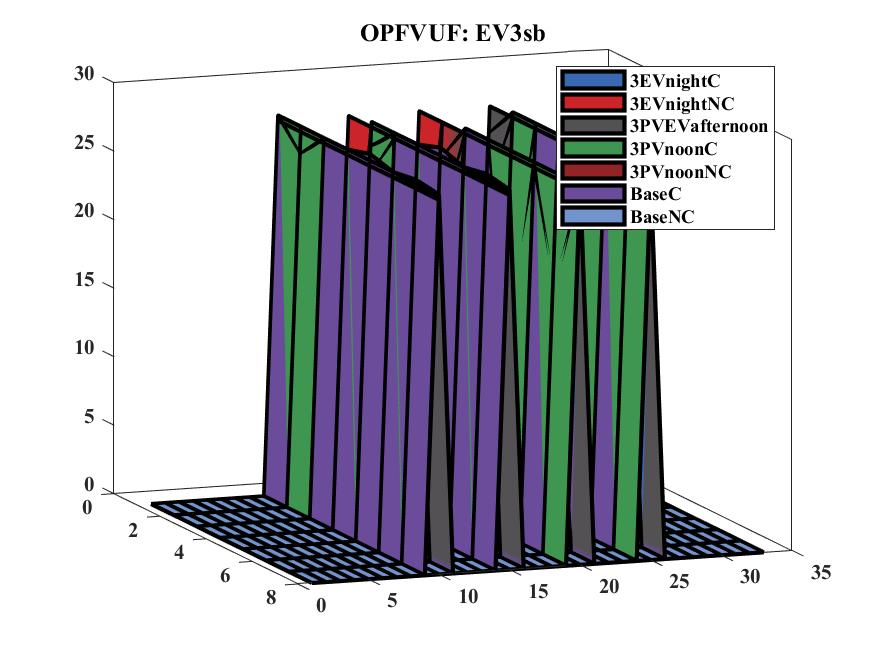 OPFVUF: EV3sb
3EVnightC
3EVnightNC
3PVEVafternoon
3PVnoonC
3PVnoonNC
BaseC
BaseNC
30
25
20
15
10
5
0
0
2
4
6
8
0
5
10
15
20
25
30
35